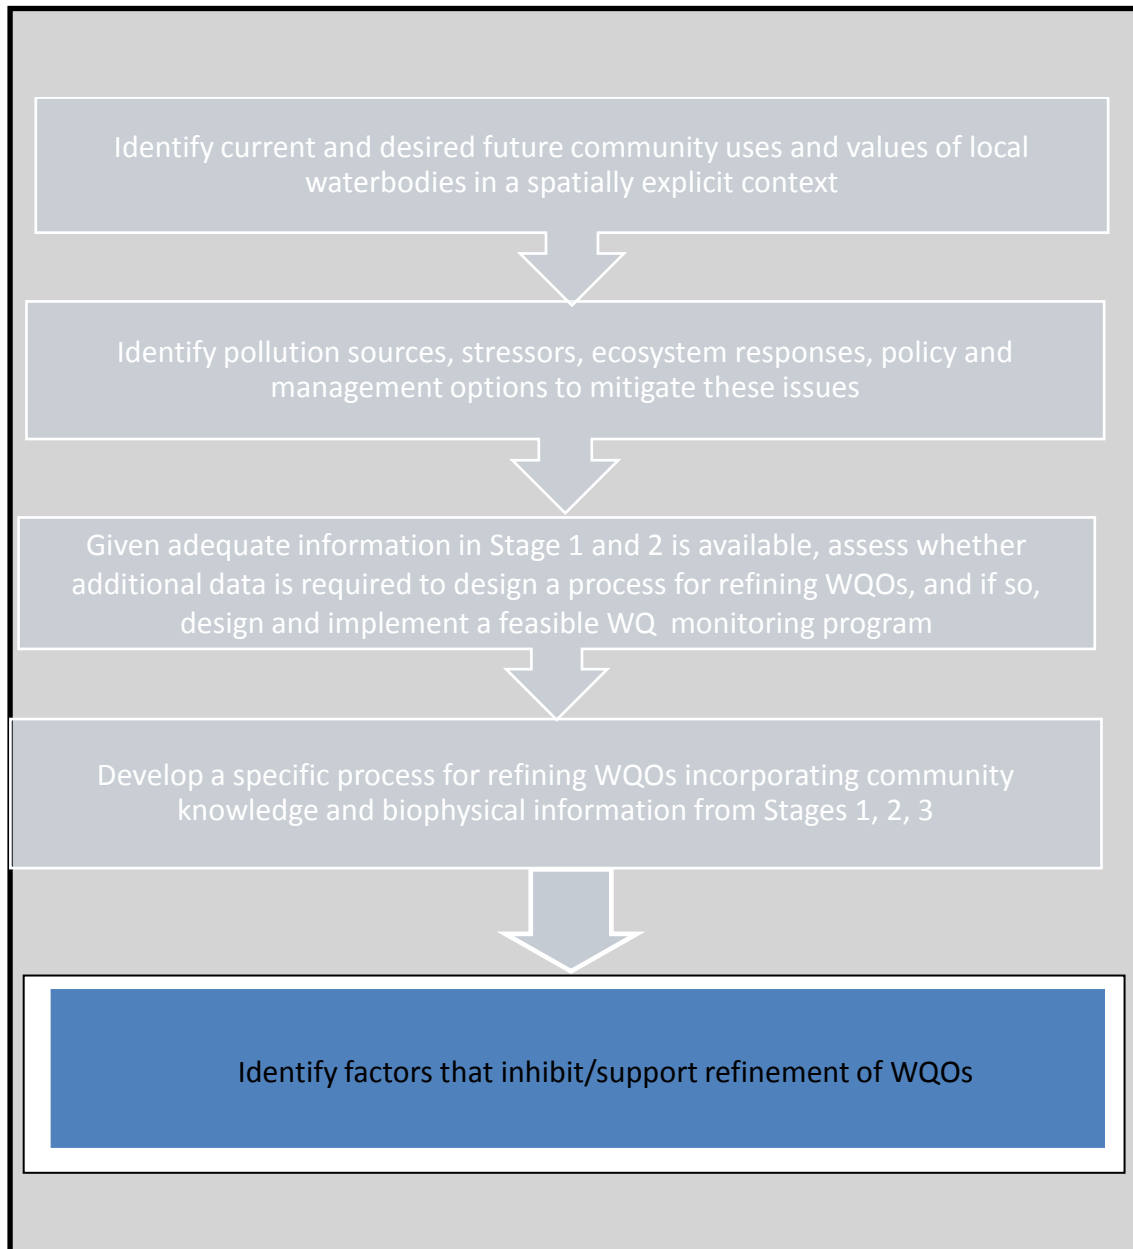 Identify current and desired future community uses and values of local
waterbodies in a spatially explicit context
Identify pollution sources, stressors, ecosystem responses, policy and
management options to mitigate these issues
Given adequate information in Stage 1 and 2 is available, assess whether
additional data is required to design a process for refining WQOs, and if so,
design and implement a feasible WQ monitoring program
Develop a specific process for refining WQOs incorporating community
knowledge and biophysical information from Stages 1, 2, 3
Identify factors that inhibit/support refinement of WQOs